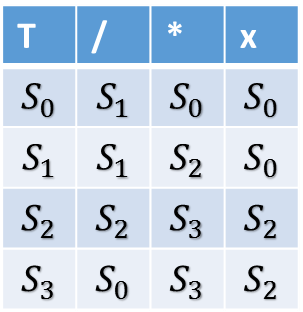 T / * x
S₀ S₁ S₀ S₀
S₁ S₁ S₂ S₀
S₂ S₂ S₃ S₂
S₃ S₀ S₃ S₂